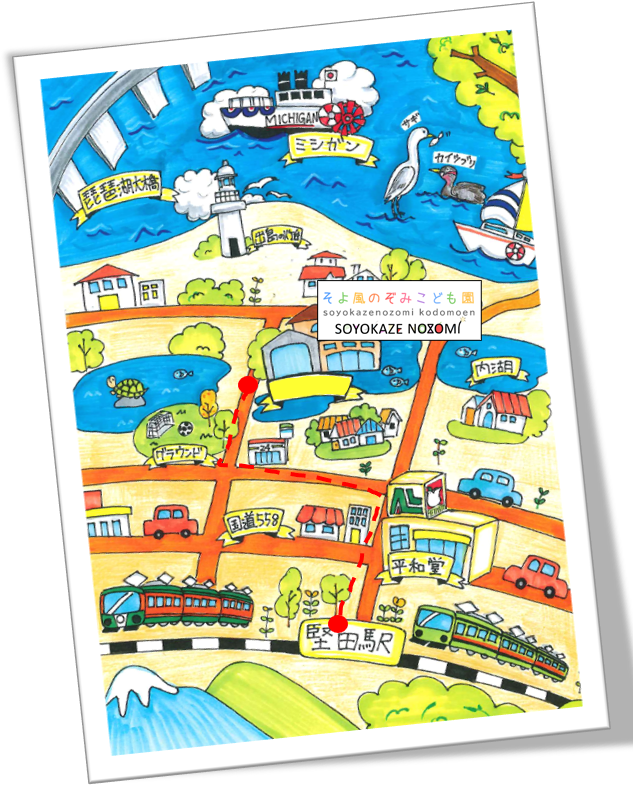 MICHIGAN
ミシガン
サギ
カイツブリ
琵琶湖大橋
出島の灯台
そよ風のぞみこども園
soyokazenozomi kodomoen
SOYOKAZE NOZOMI
内湖
グラウンド
国道558
平和堂
堅田駅